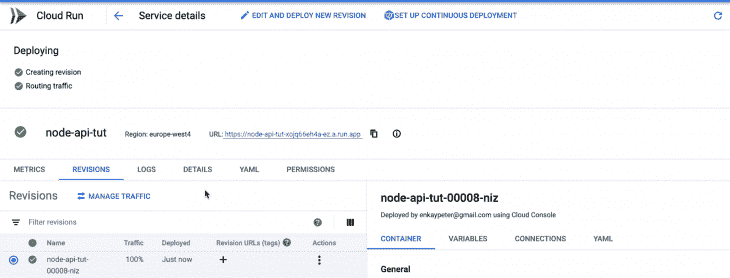 Cloud Run
Service details
EDIT AND DEPLOY NEW REVISION
SET UP CONTINUOUS DEPLOYMENT
Deploying
Creating revision
Routing traffic
node-api-tut
Region: europe-west4
URL: https://node-api-tut-xojq66eh4a-ez.a.run.app
METRICS
REVISIONS
LOGS
DETAILS
YAML
PERMISSIONS
Revisions
MANAGE TRAFFIC
Filter revisions
Name
Traffic
Deployed
Revision URLs (tags)
Actions
node-api-tut-
00008-niz
100%
Just now
node-api-tut-00008-niz
Deployed by enkaypeter@gmail.com using Cloud Console
CONTAINER
VARIABLES
CONNECTIONS
YAML
General